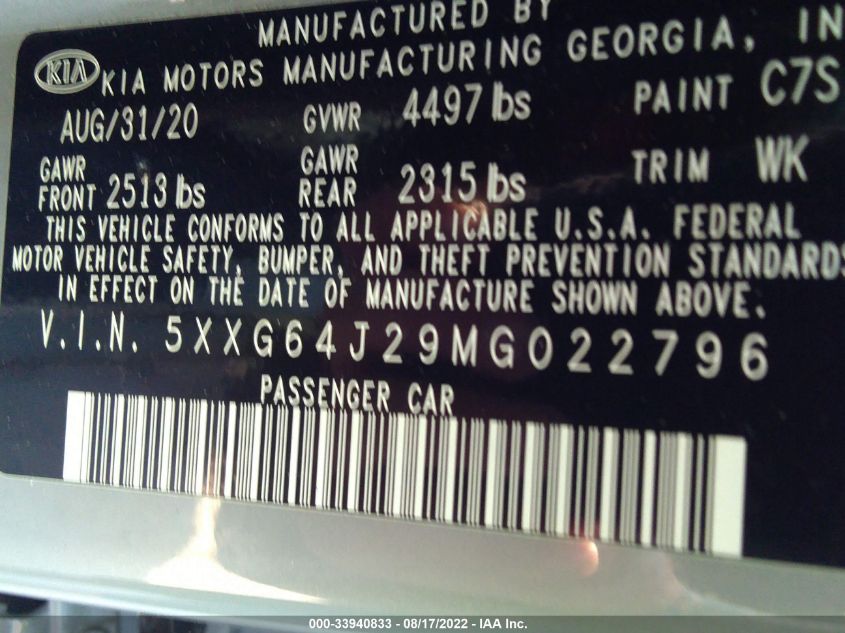 MANUFACTURED BY
KIA KIA MOTORS MANUFACTURING GEORGIA, IN
AUG/31/20 GVWR 4497 lbs PAINT C7S
GAWR FRONT 2513 lbs GAWR REAR 2315 lbs TRIM WK
THIS VEHICLE CONFORMS TO ALL APPLICABLE U.S.A. FEDERAL
MOTOR VEHICLE SAFETY, BUMPER, AND THEFT PREVENTION STANDARDS
IN EFFECT ON THE DATE OF MANUFACTURE SHOWN ABOVE.
V.I.N. 5XXG64J29MG022796
PASSENGER CAR
000-33940833 - 08/17/2022 - IAA Inc.